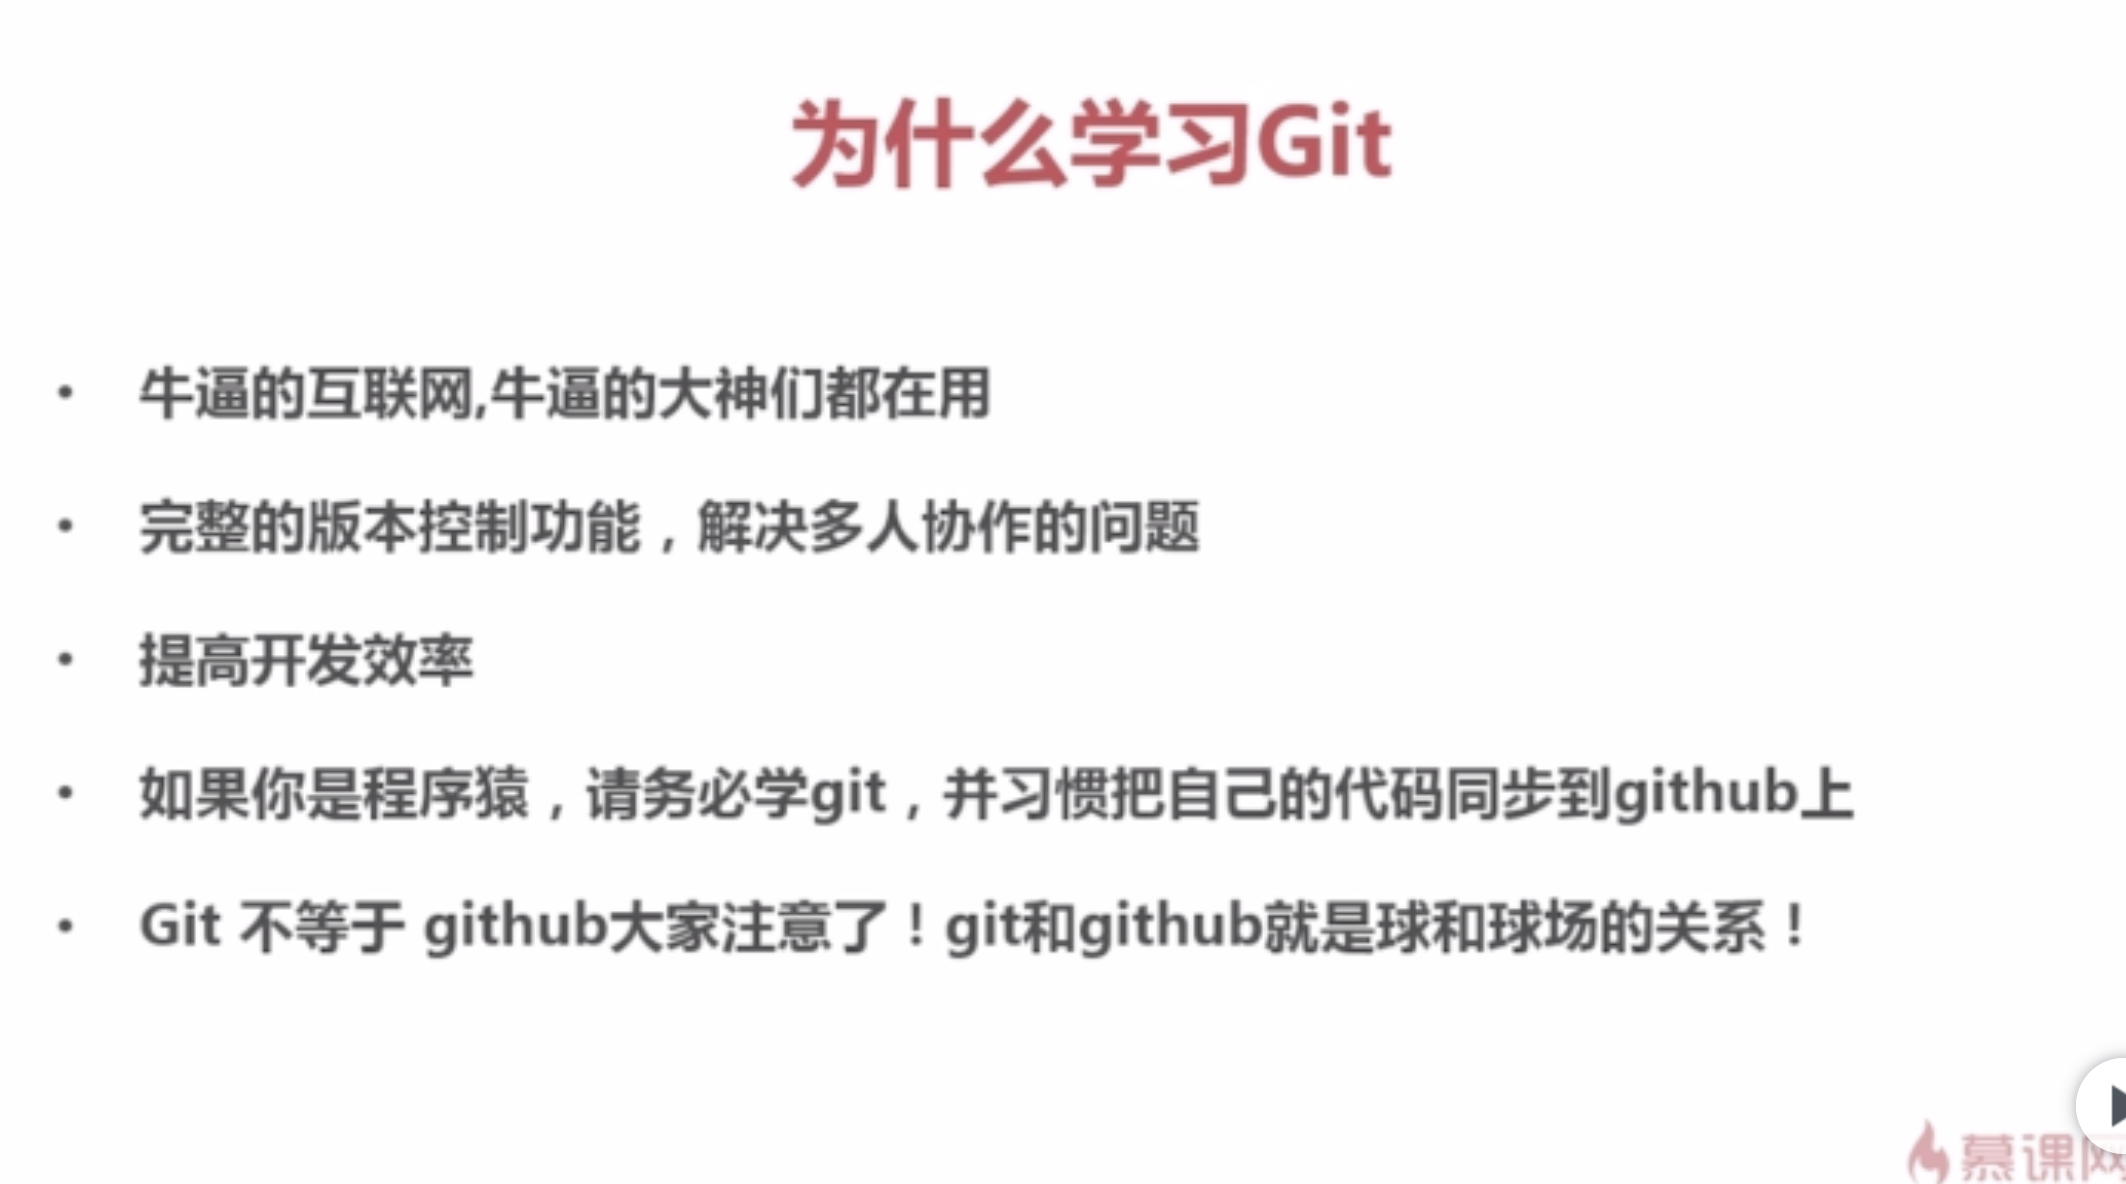 为什么学习Git
• 牛逼的互联网,牛逼的大神们都在用
• 完整的版本控制功能，解决多人协作的问题
• 提高开发效率
• 如果你是程序猿，请务必学git，并习惯把自己的代码同步到github上
• Git 不等于 github大家注意了！git和github就是球和球场的关系！
慕课网